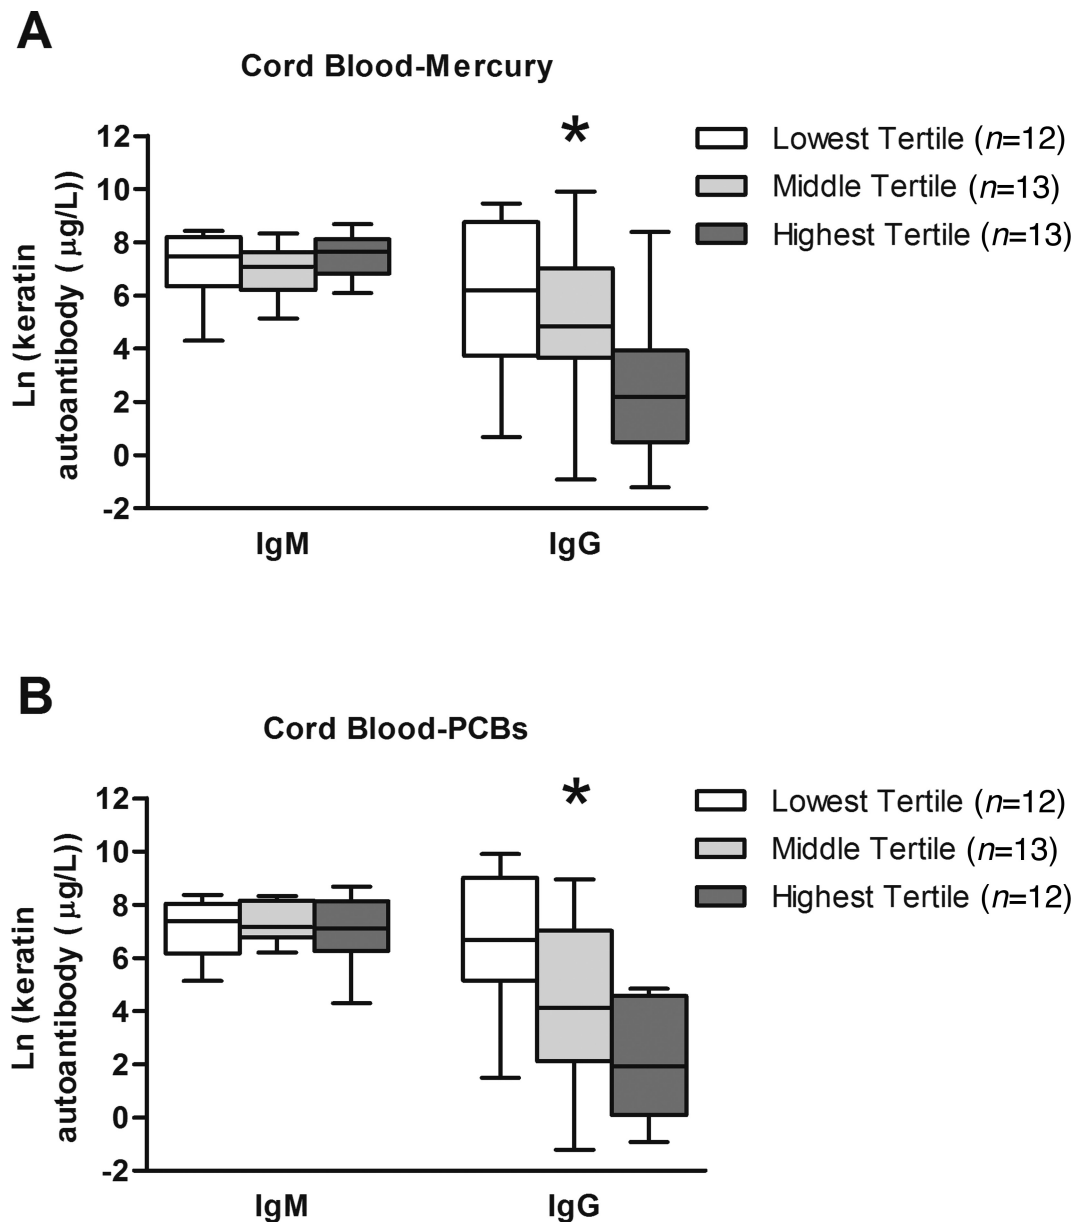 A
Cord Blood-Mercury
12
10
8
6
4
2
0
-2
Ln (keratin
autoantibody ( µg/L))
*
Lowest Tertile (n=12)
Middle Tertile (n=13)
Highest Tertile (n=13)
IgM IgG
B
Cord Blood-PCBs
12
10
8
6
4
2
0
-2
Ln (keratin
autoantibody ( µg/L))
*
Lowest Tertile (n=12)
Middle Tertile (n=13)
Highest Tertile (n=12)
IgM IgG